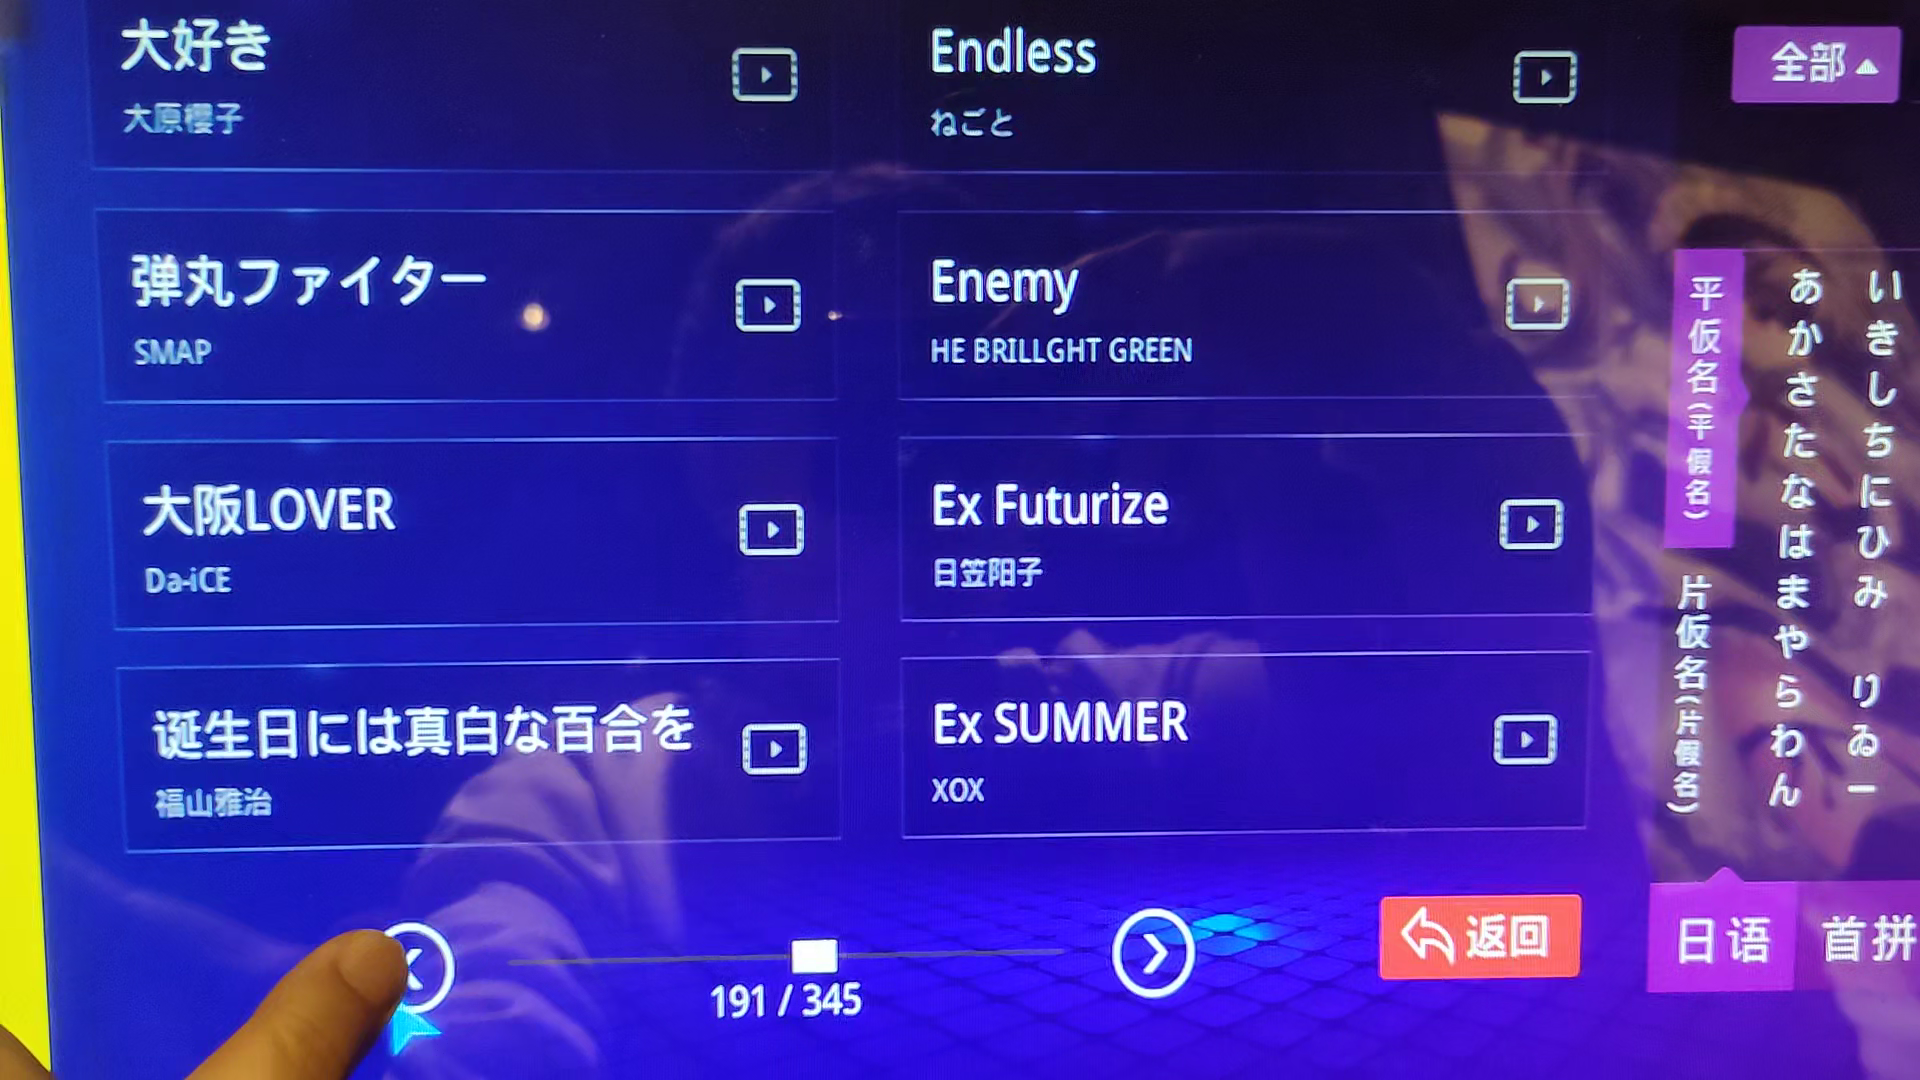 大好き
大原櫻子
Endless
ねごと
全部
弾丸ファイター
SMAP
Enemy
HE BRILLGHT GREEN
大阪LOVER
Da-iCE
Ex Futurize
日笠阳子
诞生日には真白な百合を
福山雅治
Ex SUMMER
XOX
平仮名(平假名)
片仮名(片假名)
あかさたなはまやらわん
いきしちにひみ りゐー
191 / 345
返回
日语
首拼